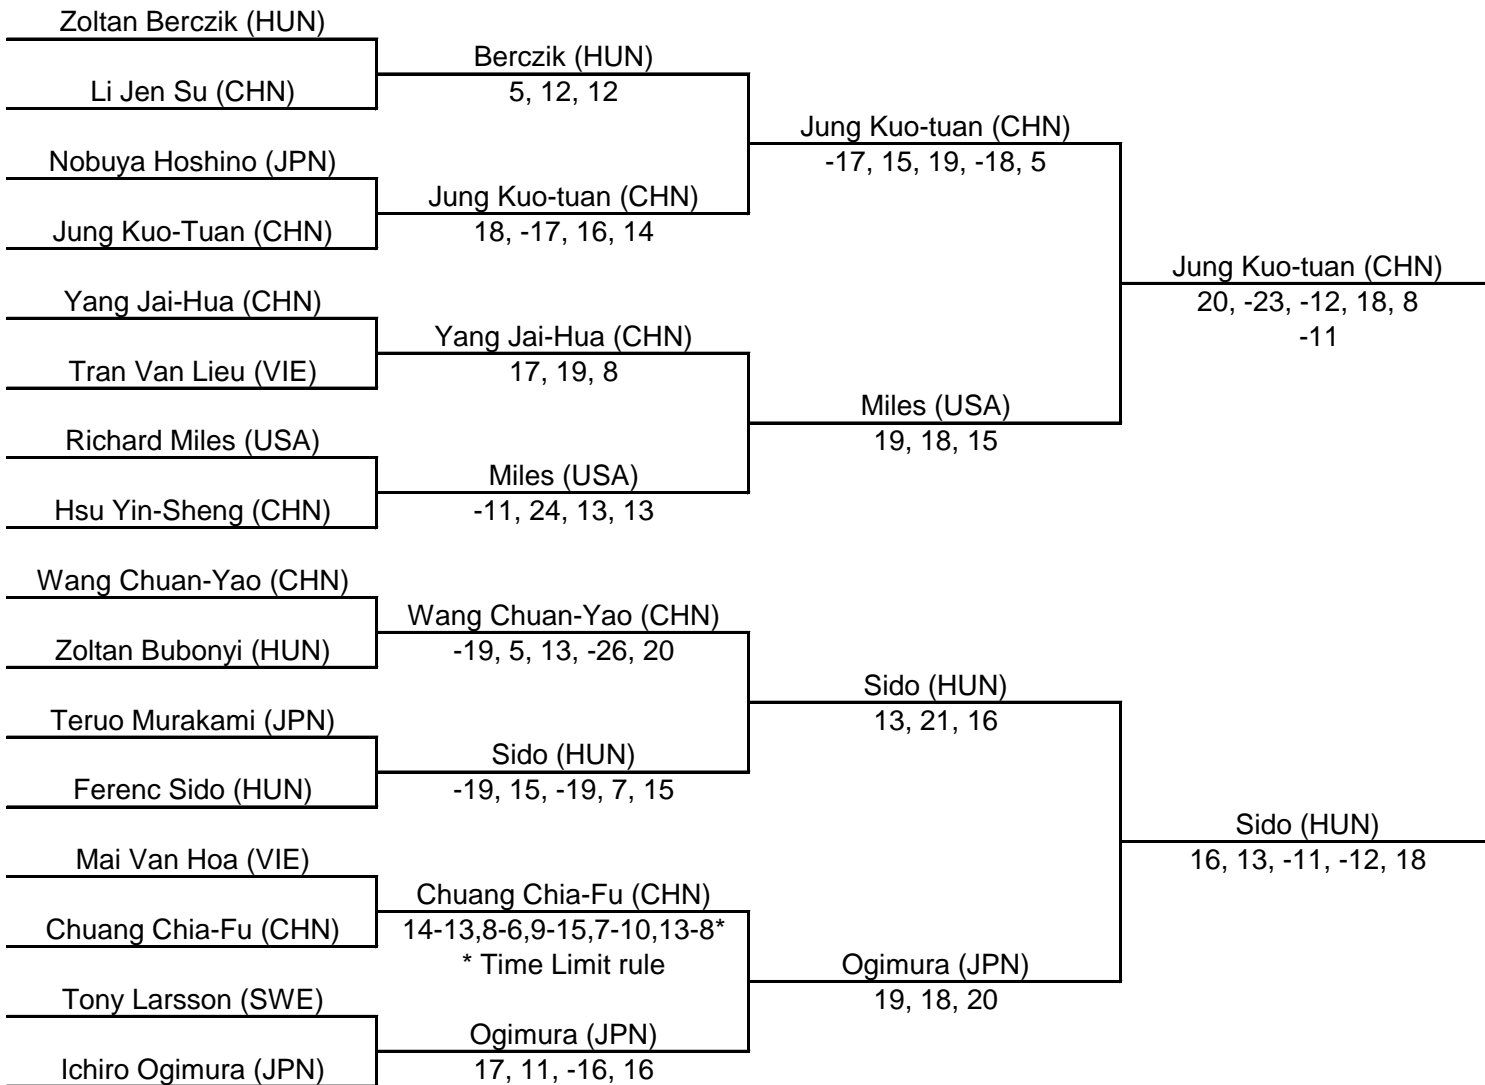 Zoltan Berczik (HUN)
Li Jen Su (CHN)
Nobuya Hoshino (JPN)
Jung Kuo-Tuan (CHN)
Yang Jai-Hua (CHN)
Tran Van Lieu (VIE)
Richard Miles (USA)
Hsu Yin-Sheng (CHN)
Wang Chuan-Yao (CHN)
Zoltan Bubonyi (HUN)
Teruo Murakami (JPN)
Ferenc Sido (HUN)
Mai Van Hoa (VIE)
Chuang Chia-Fu (CHN)
Tony Larsson (SWE)
Ichiro Ogimura (JPN)
Berczik (HUN)
5, 12, 12
Jung Kuo-tuan (CHN)
18, -17, 16, 14
Yang Jai-Hua (CHN)
17, 19, 8
Miles (USA)
-11, 24, 13, 13
Wang Chuan-Yao (CHN)
-19, 5, 13, -26, 20
Sido (HUN)
-19, 15, -19, 7, 15
Chuang Chia-Fu (CHN)
14-13,8-6,9-15,7-10,13-8*
* Time Limit rule
Ogimura (JPN)
17, 11, -16, 16
Jung Kuo-tuan (CHN)
-17, 15, 19, -18, 5
Miles (USA)
19, 18, 15
Sido (HUN)
13, 21, 16
Ogimura (JPN)
19, 18, 20
Jung Kuo-tuan (CHN)
20, -23, -12, 18, 8
-11
Sido (HUN)
16, 13, -11, -12, 18